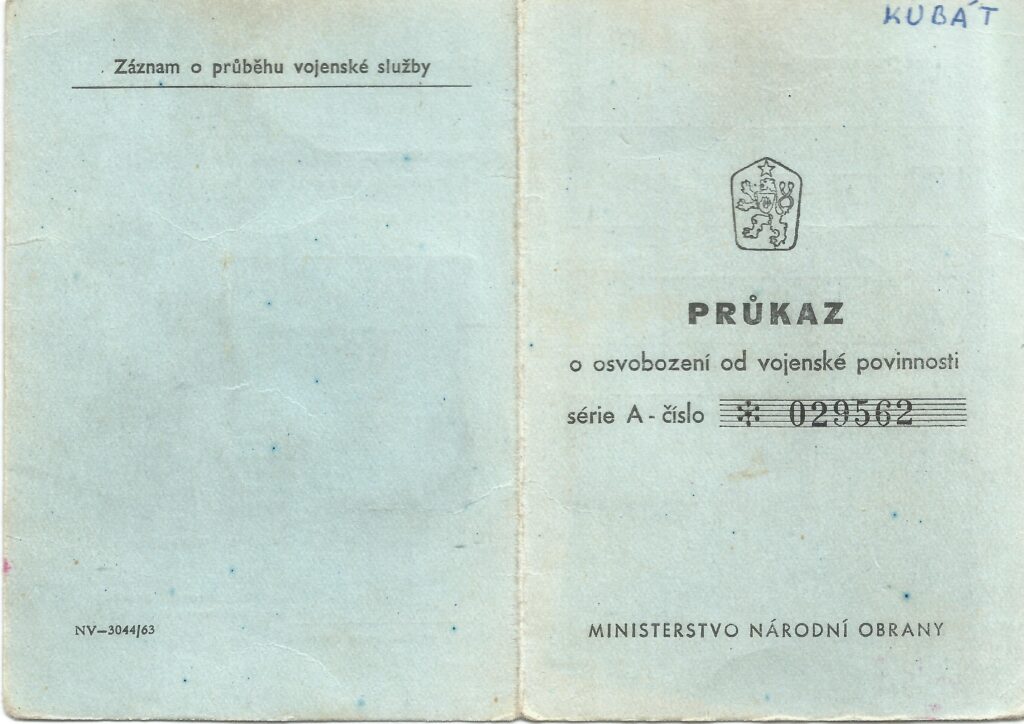 Záznam o průběhu vojenské služby
NV—3044/63
KUBÁT
PRŮKAZ
o osvobození od vojenské povinnosti
série A - číslo ✻ 029562
MINISTERSTVO NÁRODNÍ OBRANY